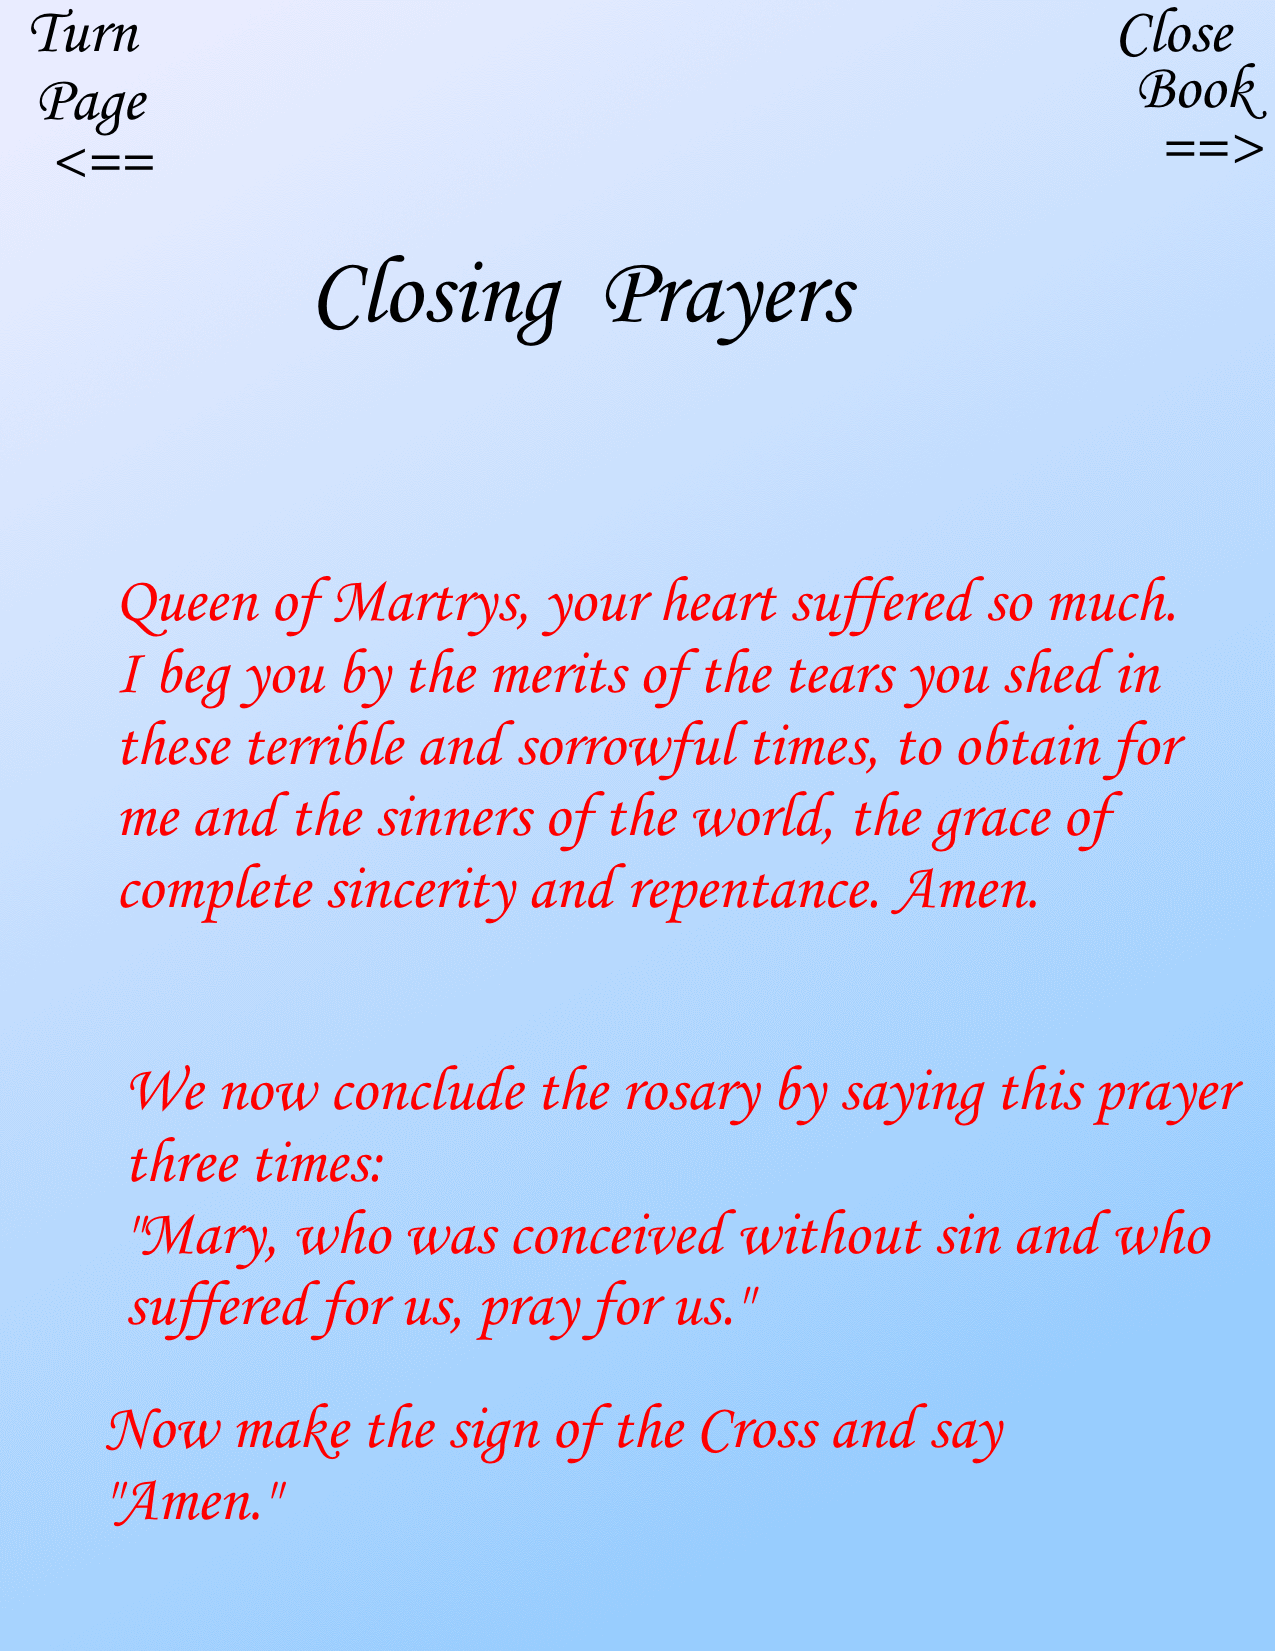 Turn
Page
<==
Close
Book
==>
Closing Prayers
Queen of Martrys, your heart suffered so much.
I beg you by the merits of the tears you shed in
these terrible and sorrowful times, to obtain for
me and the sinners of the world, the grace of
complete sincerity and repentance. Amen.
We now conclude the rosary by saying this prayer
three times:
"Mary, who was conceived without sin and who
suffered for us, pray for us."
Now make the sign of the Cross and say
"Amen."